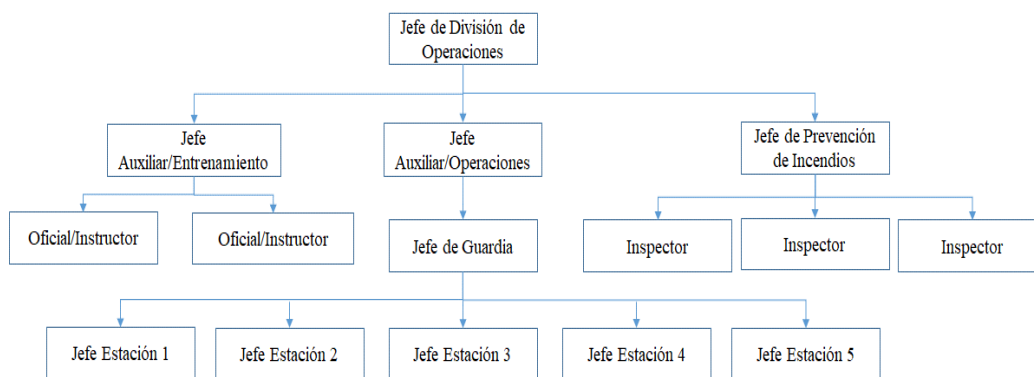 Jefe de División de
Operaciones
Jefe
Auxiliar/Entrenamiento
Jefe
Auxiliar/Operaciones
Jefe de Prevención
de Incendios
Oficial/Instructor
Oficial/Instructor
Jefe de Guardia
Inspector
Inspector
Inspector
Jefe Estación 1
Jefe Estación 2
Jefe Estación 3
Jefe Estación 4
Jefe Estación 5